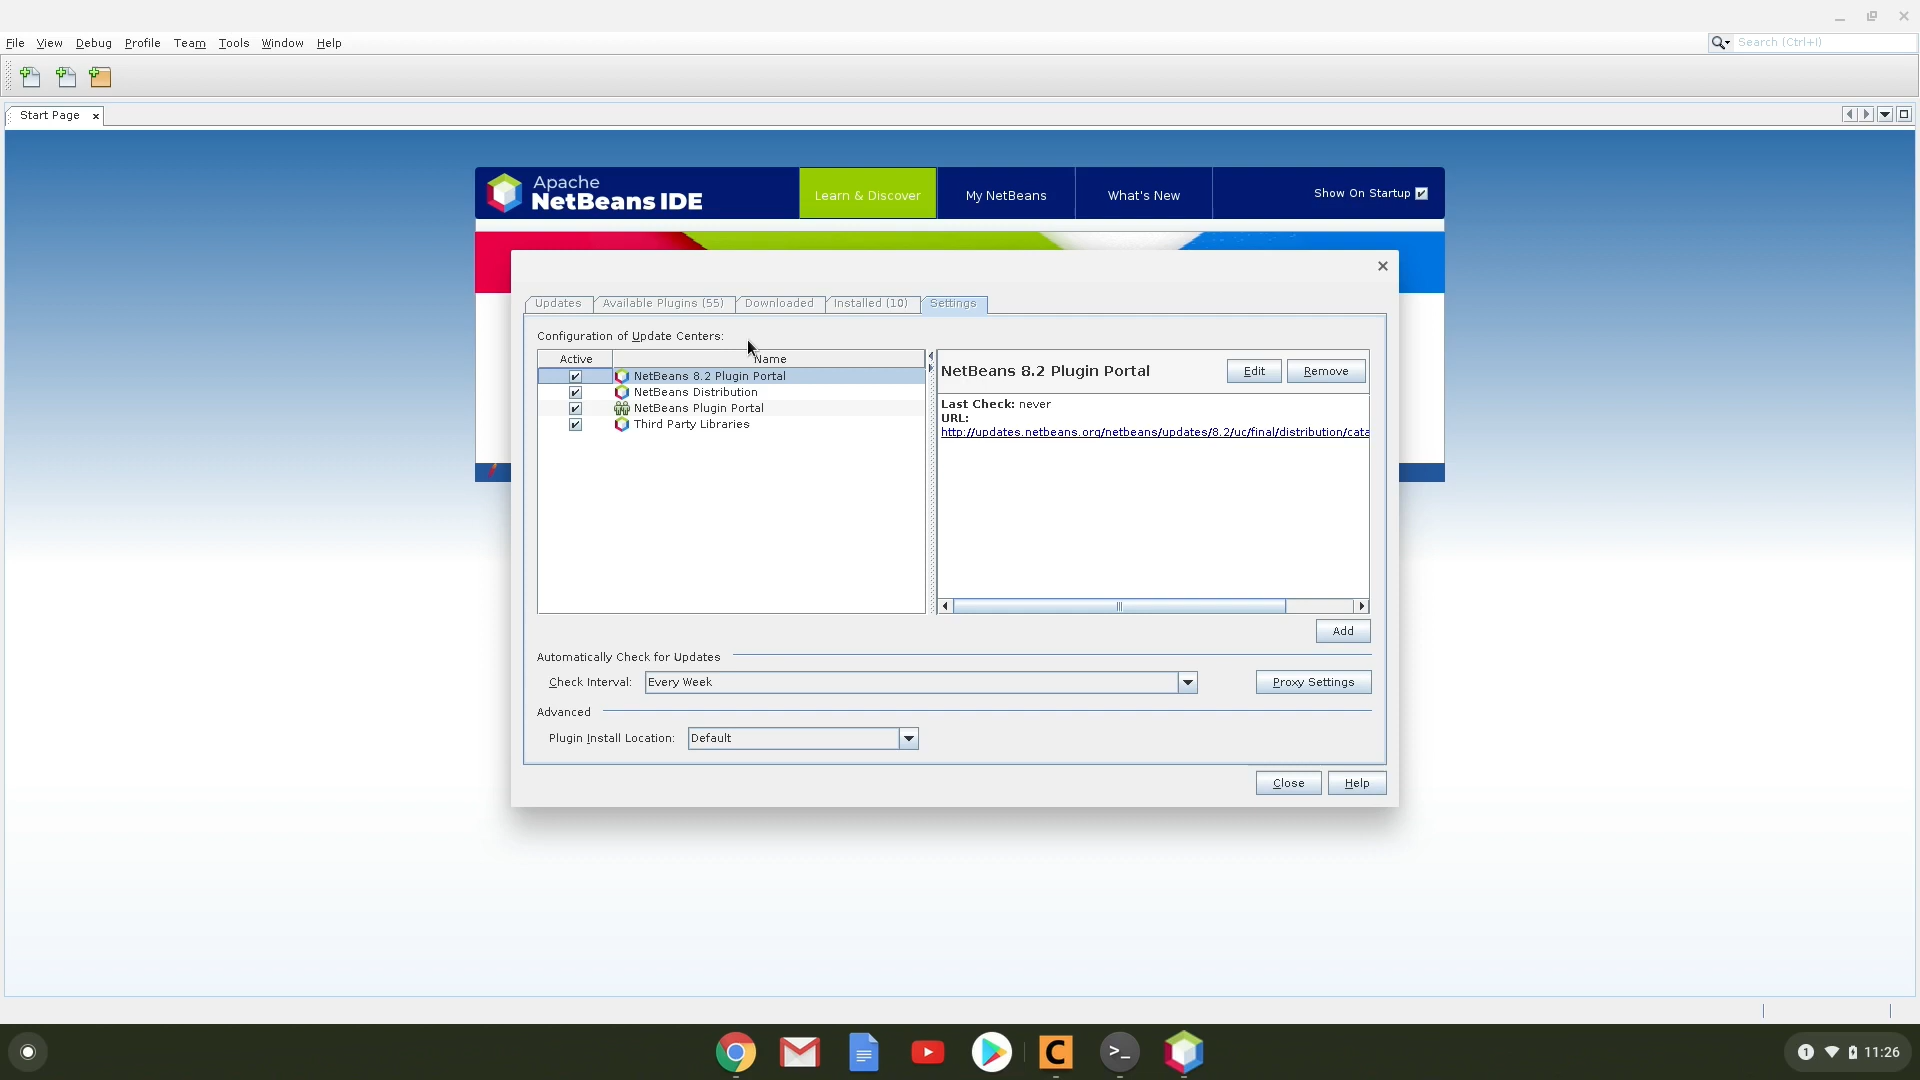 File View Debug Profile Team Tools Window Help
Search (Ctrl+I)
Start Page
Apache
NetBeans IDE
Learn & Discover
My NetBeans
What's New
Show On Startup
Updates
Available Plugins (55)
Downloaded
Installed (10)
Settings
Configuration of Update Centers:
Active Name
NetBeans 8.2 Plugin Portal
NetBeans Distribution
NetBeans Plugin Portal
Third Party Libraries
NetBeans 8.2 Plugin Portal
Edit
Remove
Last Check: never
URL:
http://updates.netbeans.org/netbeans/updates/8.2/uc/final/distribution/cata
Add
Automatically Check for Updates
Check Interval: Every Week
Proxy Settings
Advanced
Plugin Install Location: Default
Close
Help
C
>_
1 11:26